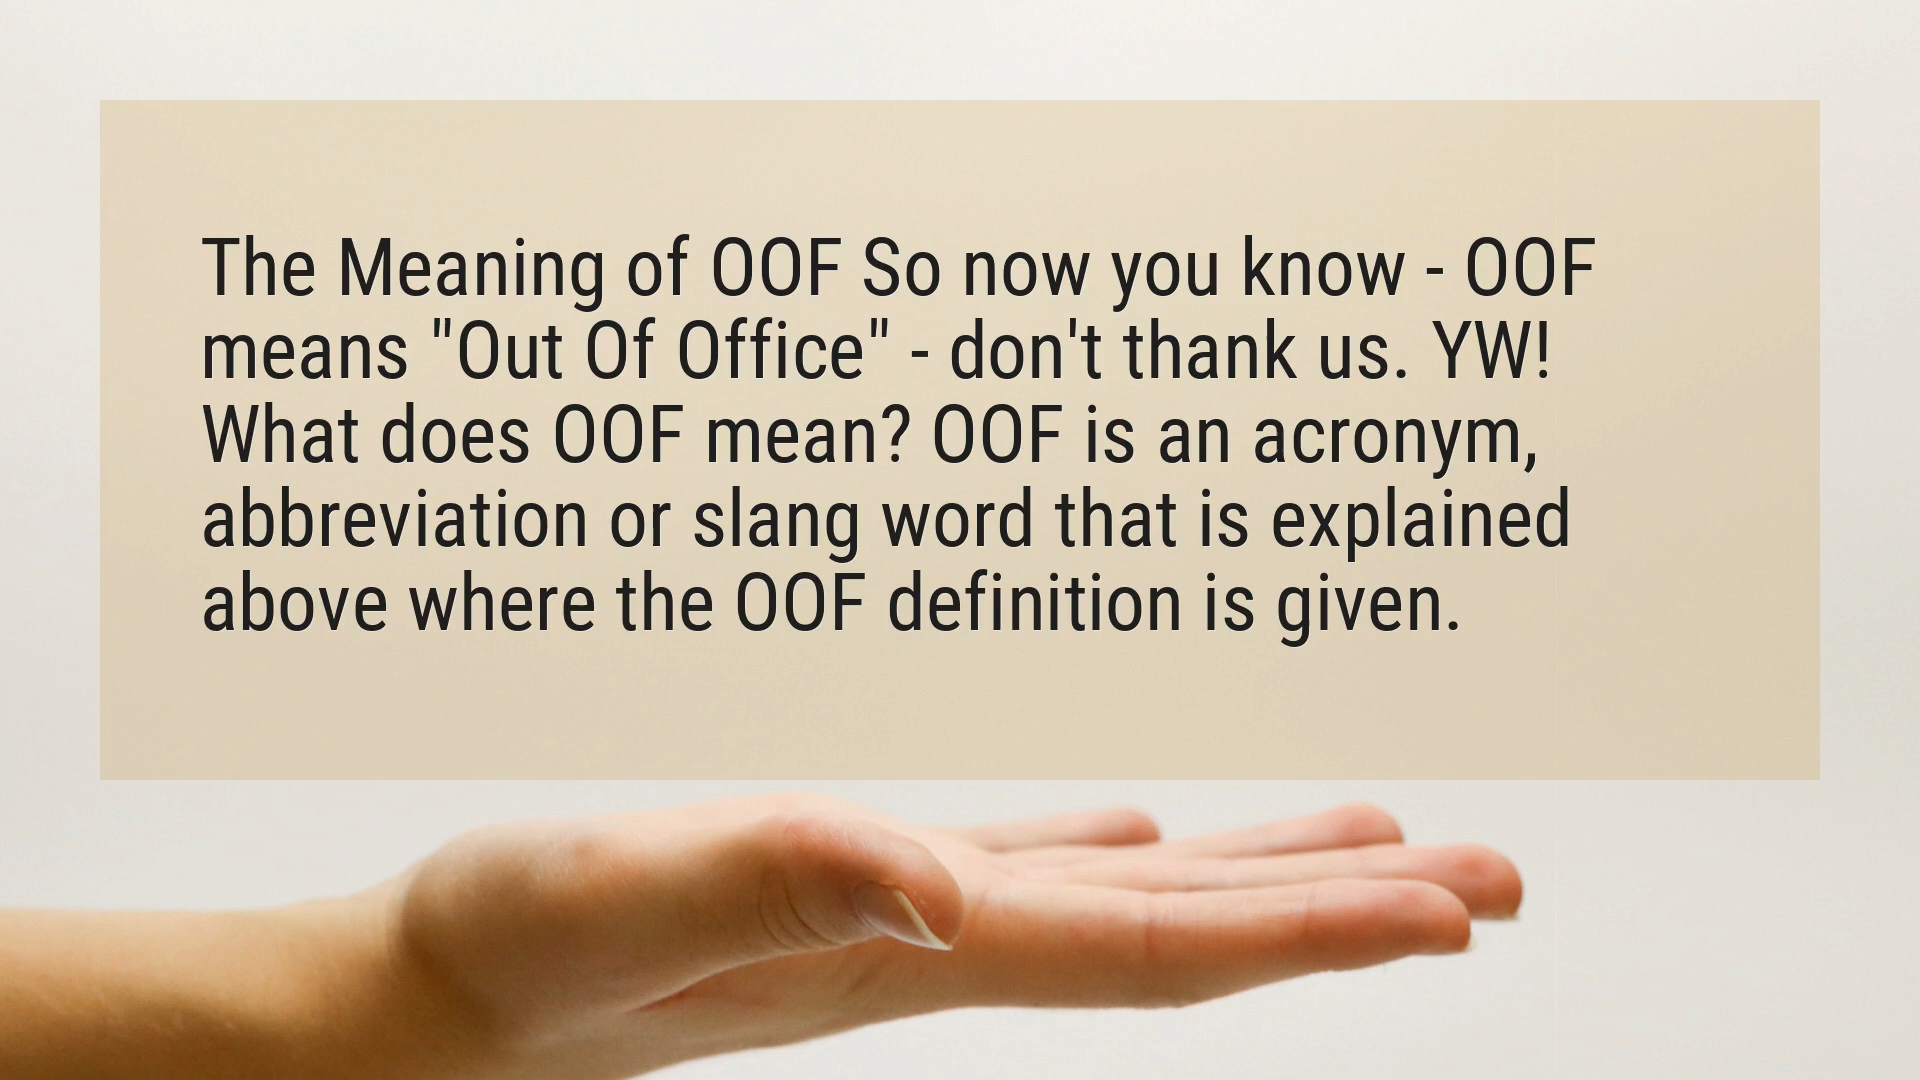 The Meaning of OOF So now you know - OOF
means "Out Of Office" - don't thank us. YW!
What does OOF mean? OOF is an acronym,
abbreviation or slang word that is explained
above where the OOF definition is given.